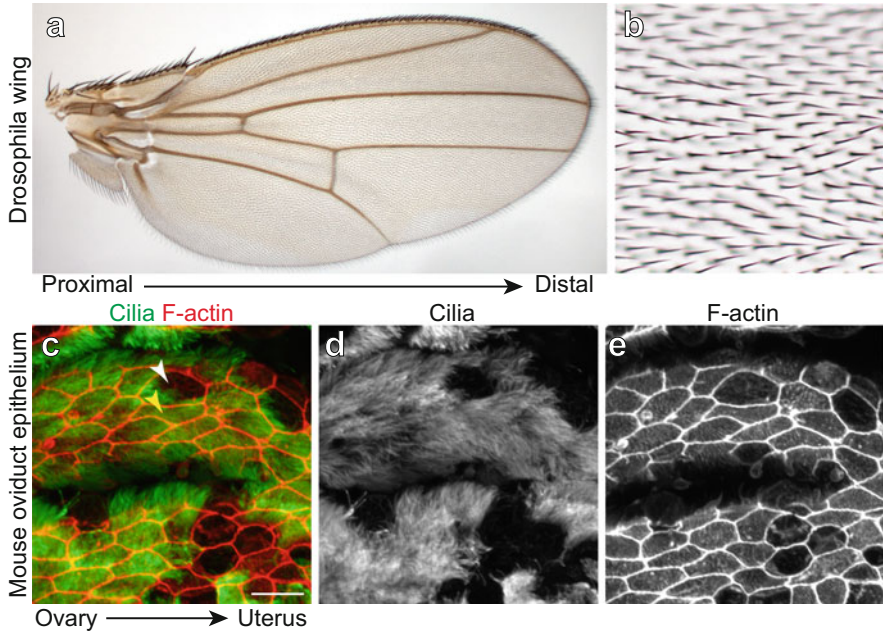 Drosophila wing
a
b
Proximal
Distal
Mouse oviduct epithelium
Cilia F-actin
Cilia
F-actin
c
d
e
Ovary
Uterus